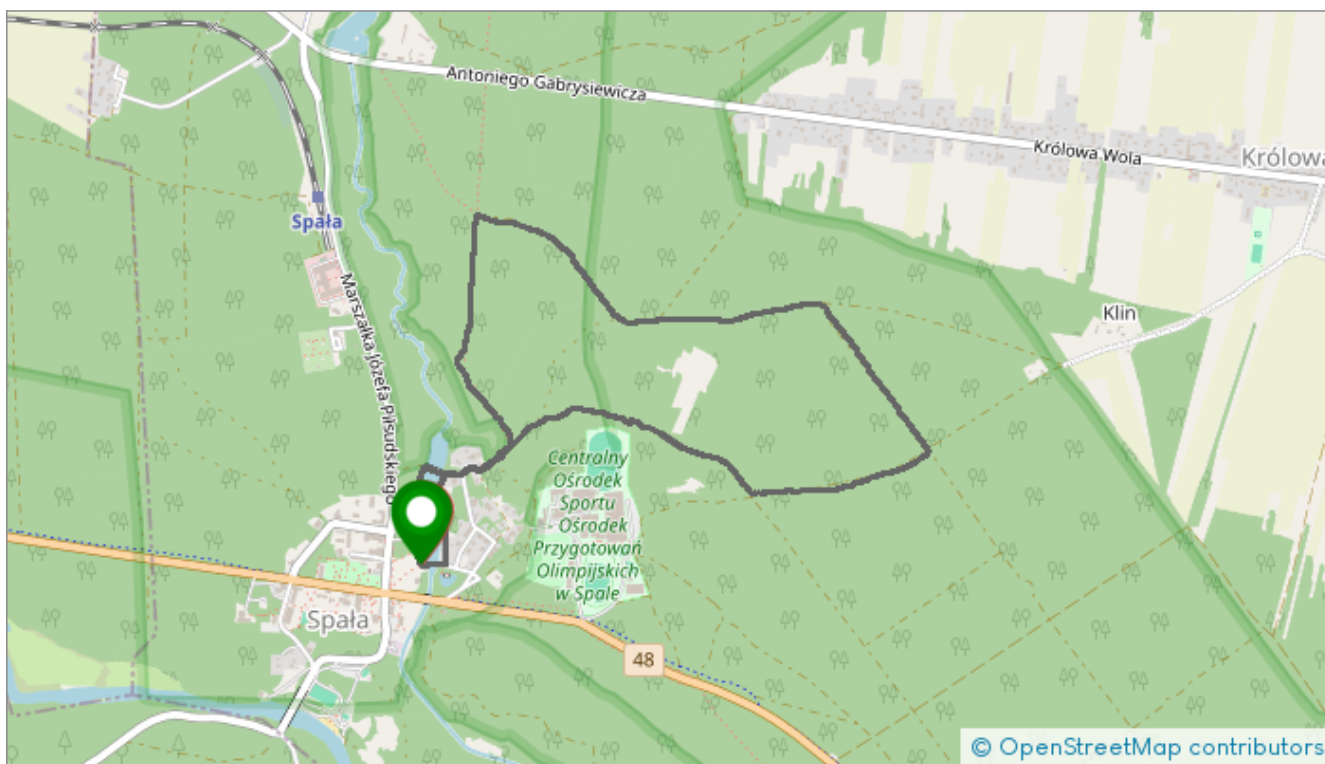 Antoniego Gabrysiewicza
Królowa Wola
Królowa
Spała
Marszałka Józefa Piłsudskiego
Klin
Centralny
Ośrodek
Sportu
- Ośrodek
Przygotowań
Olimpijskich
w Spale
Spała
48
© OpenStreetMap contributors